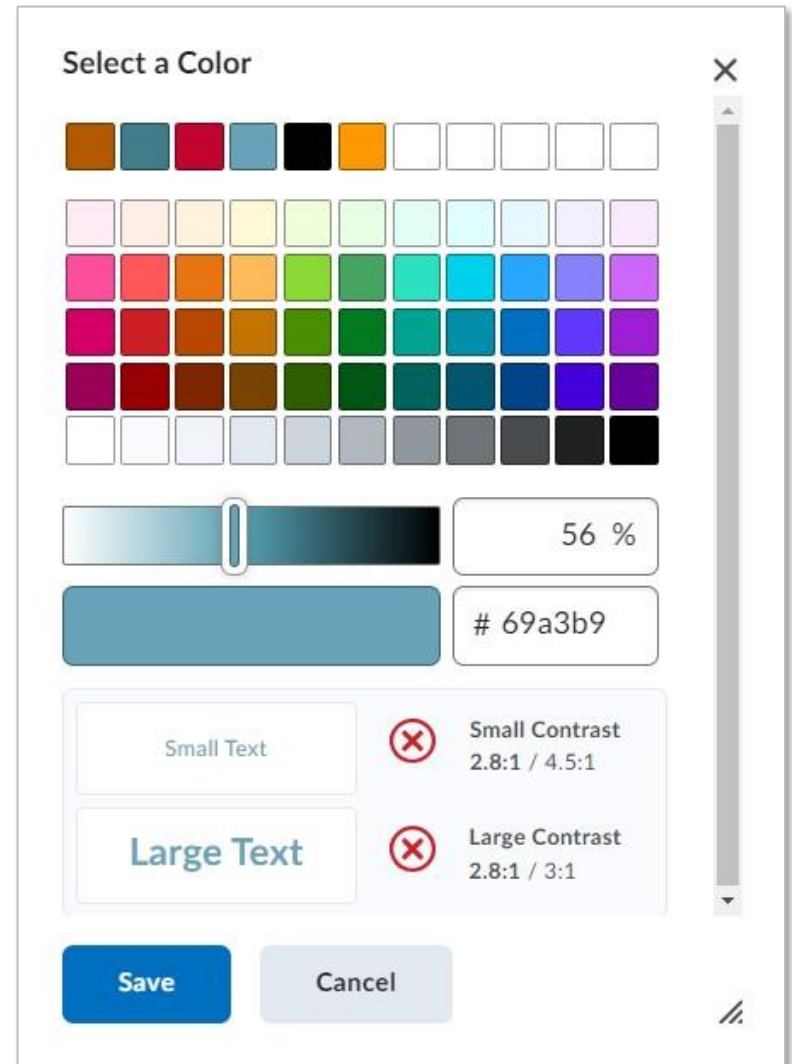 Select a Color
56 %
# 69a3b9
Small Text
Small Contrast
2.8:1 / 4.5:1
Large Text
Large Contrast
2.8:1 / 3:1
Save
Cancel